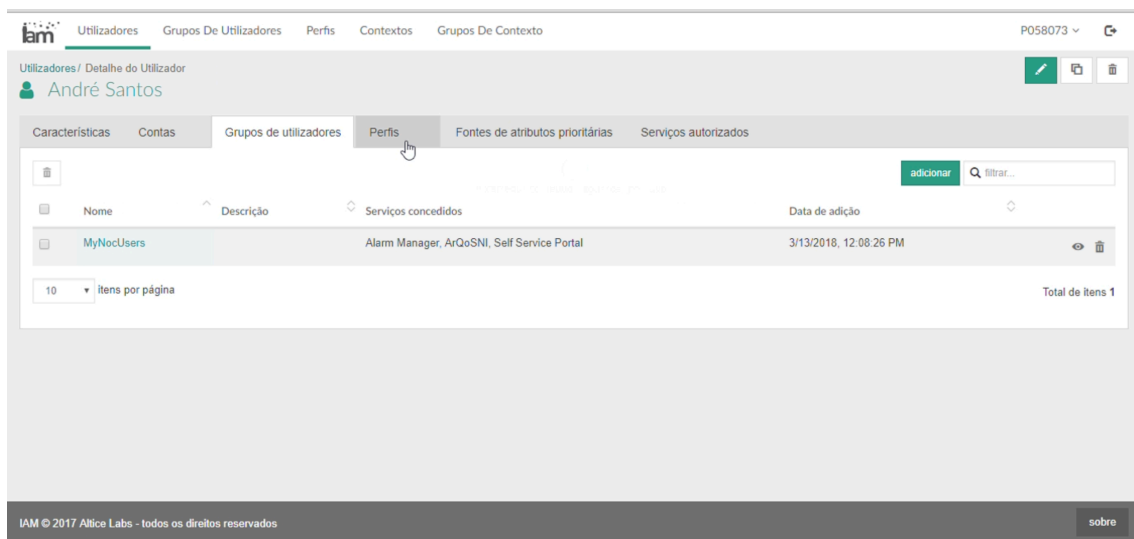 Iam Utilizadores Grupos De Utilizadores Perfis Contextos Grupos De Contexto P058073
Utilizadores / Detalhe do Utilizador
André Santos
Características Contas Grupos de utilizadores Perfis Fontes de atributos prioritárias Serviços autorizados
adicionar filtrar...
Nome Descrição Serviços concedidos Data de adição
MyNocUsers Alarm Manager, ArQoSNI, Self Service Portal 3/13/2018, 12:08:26 PM
10 itens por página Total de itens 1
IAM © 2017 Altice Labs - todos os direitos reservados sobre